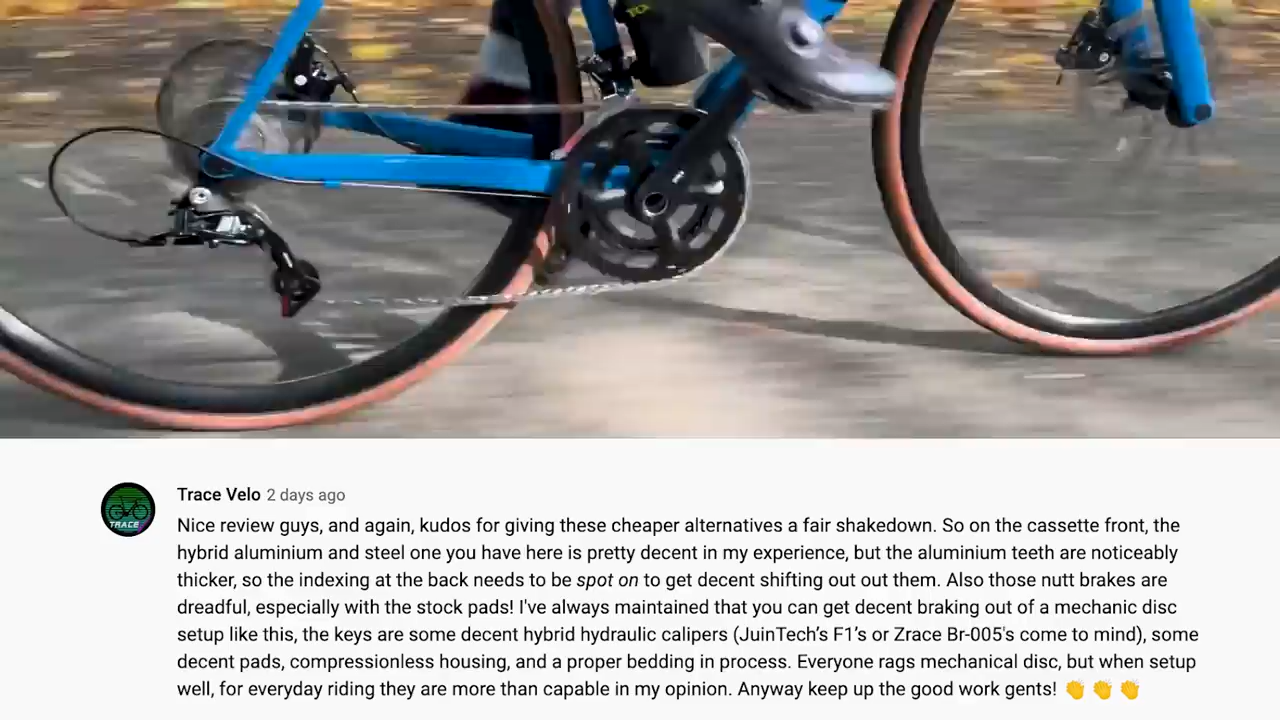 TRACE
Trace Velo 2 days ago
Nice review guys, and again, kudos for giving these cheaper alternatives a fair shakedown. So on the cassette front, the
hybrid aluminium and steel one you have here is pretty decent in my experience, but the aluminium teeth are noticeably
thicker, so the indexing at the back needs to be spot on to get decent shifting out out them. Also those nutt brakes are
dreadful, especially with the stock pads! I've always maintained that you can get decent braking out of a mechanic disc
setup like this, the keys are some decent hybrid hydraulic calipers (JuinTech’s F1’s or Zrace Br-005's come to mind), some
decent pads, compressionless housing, and a proper bedding in process. Everyone rags mechanical disc, but when setup
well, for everyday riding they are more than capable in my opinion. Anyway keep up the good work gents! 👏 👏 👏